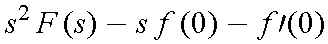 s² F (s) − s f (0) − f′(0)